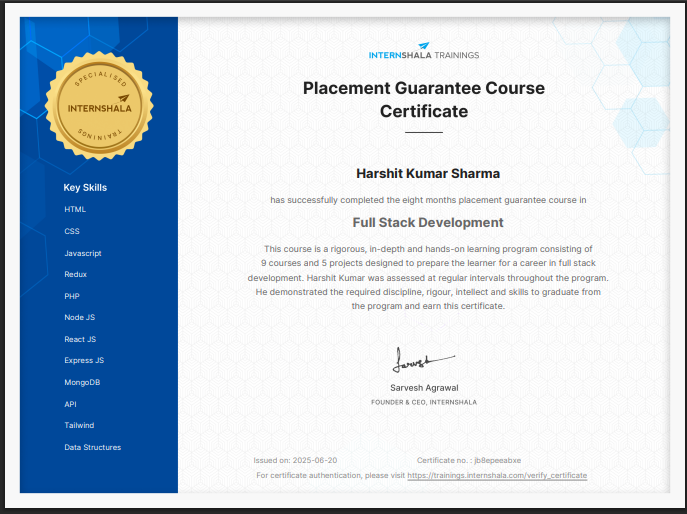 SPECIALISED
INTERNSHALA
TRAININGS
Key Skills
HTML
CSS
Javascript
Redux
PHP
Node JS
React JS
Express JS
MongoDB
API
Tailwind
Data Structures
INTERNSHALA TRAININGS
Placement Guarantee Course
Certificate
Harshit Kumar Sharma
has successfully completed the eight months placement guarantee course in
Full Stack Development
This course is a rigorous, in-depth and hands-on learning program consisting of
9 courses and 5 projects designed to prepare the learner for a career in full stack
development. Harshit Kumar was assessed at regular intervals throughout the program.
He demonstrated the required discipline, rigour, intellect and skills to graduate from
the program and earn this certificate.
Sarvesh
Sarvesh Agrawal
FOUNDER & CEO, INTERNSHALA
Issued on: 2025-06-20 Certificate no. : jb8epeeabxe
For certificate authentication, please visit https://trainings.internshala.com/verify_certificate